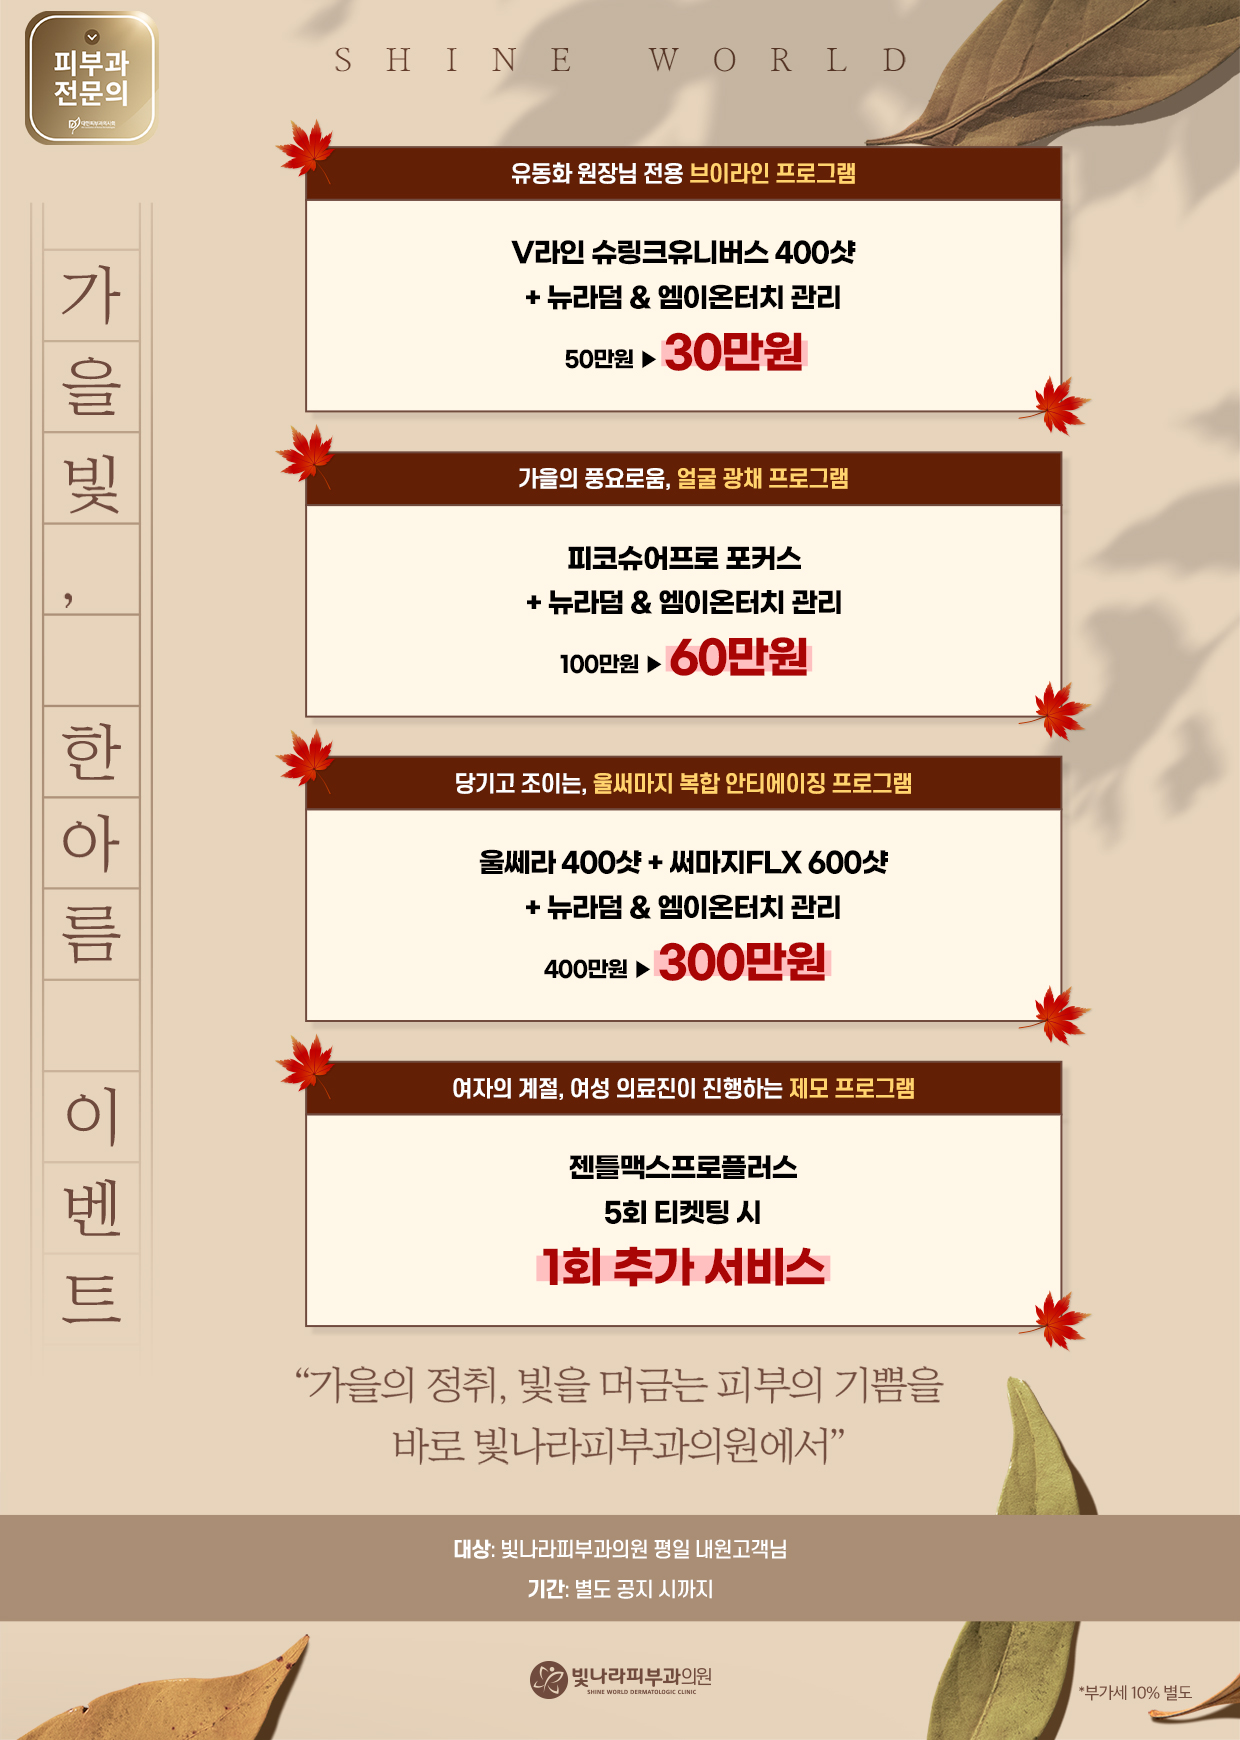 피부과
전문의
대한피부과의사회
SHINE WORLD
가을빛, 한아름 이벤트
유동화 원장님 전용 브이라인 프로그램
V라인 슈링크유니버스 400샷
+ 뉴라덤 & 엠이온터치 관리
50만원 ▶ 30만원
가을의 풍요로움, 얼굴 광채 프로그램
피코슈어프로 포커스
+ 뉴라덤 & 엠이온터치 관리
100만원 ▶ 60만원
당기고 조이는, 울써마지 복합 안티에이징 프로그램
울쎄라 400샷 + 써마지FLX 600샷
+ 뉴라덤 & 엠이온터치 관리
400만원 ▶ 300만원
여자의 계절, 여성 의료진이 진행하는 제모 프로그램
젠틀맥스프로플러스
5회 티켓팅 시
1회 추가 서비스
“가을의 정취, 빛을 머금는 피부의 기쁨을
바로 빛나라피부과의원에서”
대상: 빛나라피부과의원 평일 내원고객님
기간: 별도 공지 시까지
빛나라피부과의원
SHINE WORLD DERMATOLOGIC CLINIC
*부가세 10% 별도